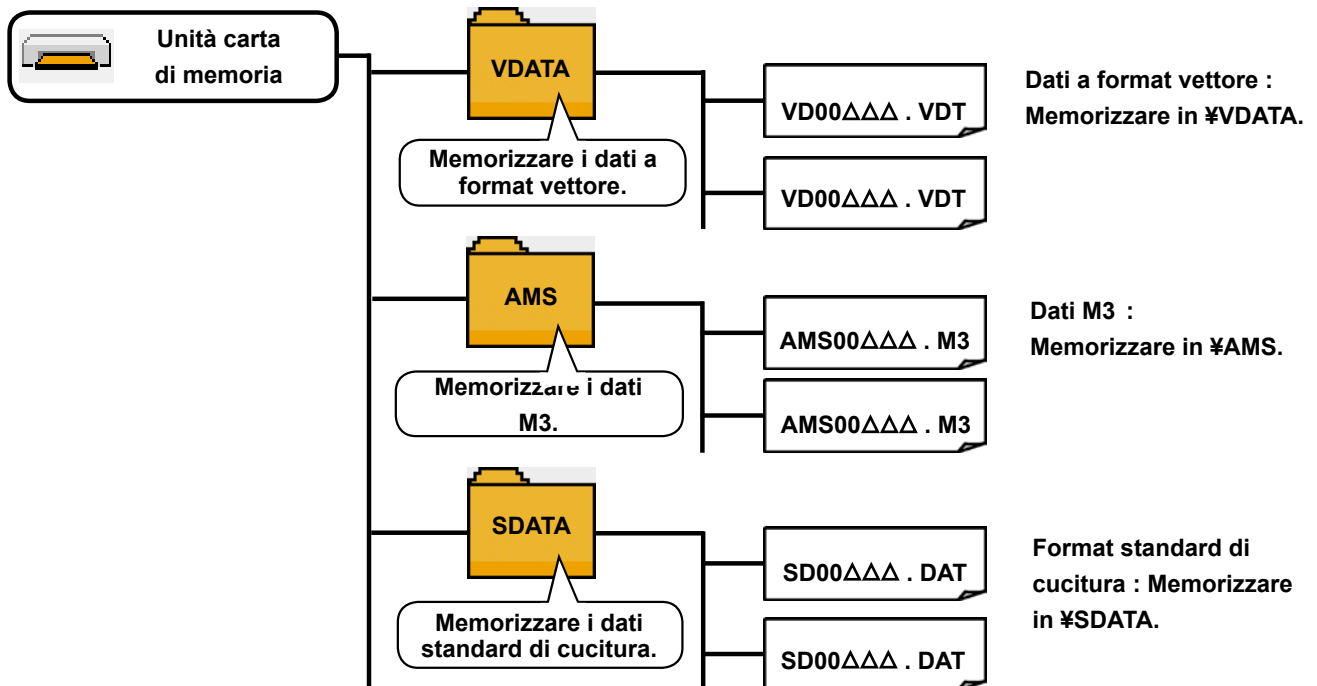 Unità carta
di memoria
VDATA
Memorizzare i dati a
format vettore.
VD00△△△ . VDT
VD00△△△ . VDT
Dati a format vettore :
Memorizzare in ¥VDATA.
AMS
Memorizzare i dati
M3.
AMS00△△△ . M3
AMS00△△△ . M3
Dati M3 :
Memorizzare in ¥AMS.
SDATA
Memorizzare i dati
standard di cucitura.
SD00△△△ . DAT
SD00△△△ . DAT
Format standard di
cucitura : Memorizzare
in ¥SDATA.